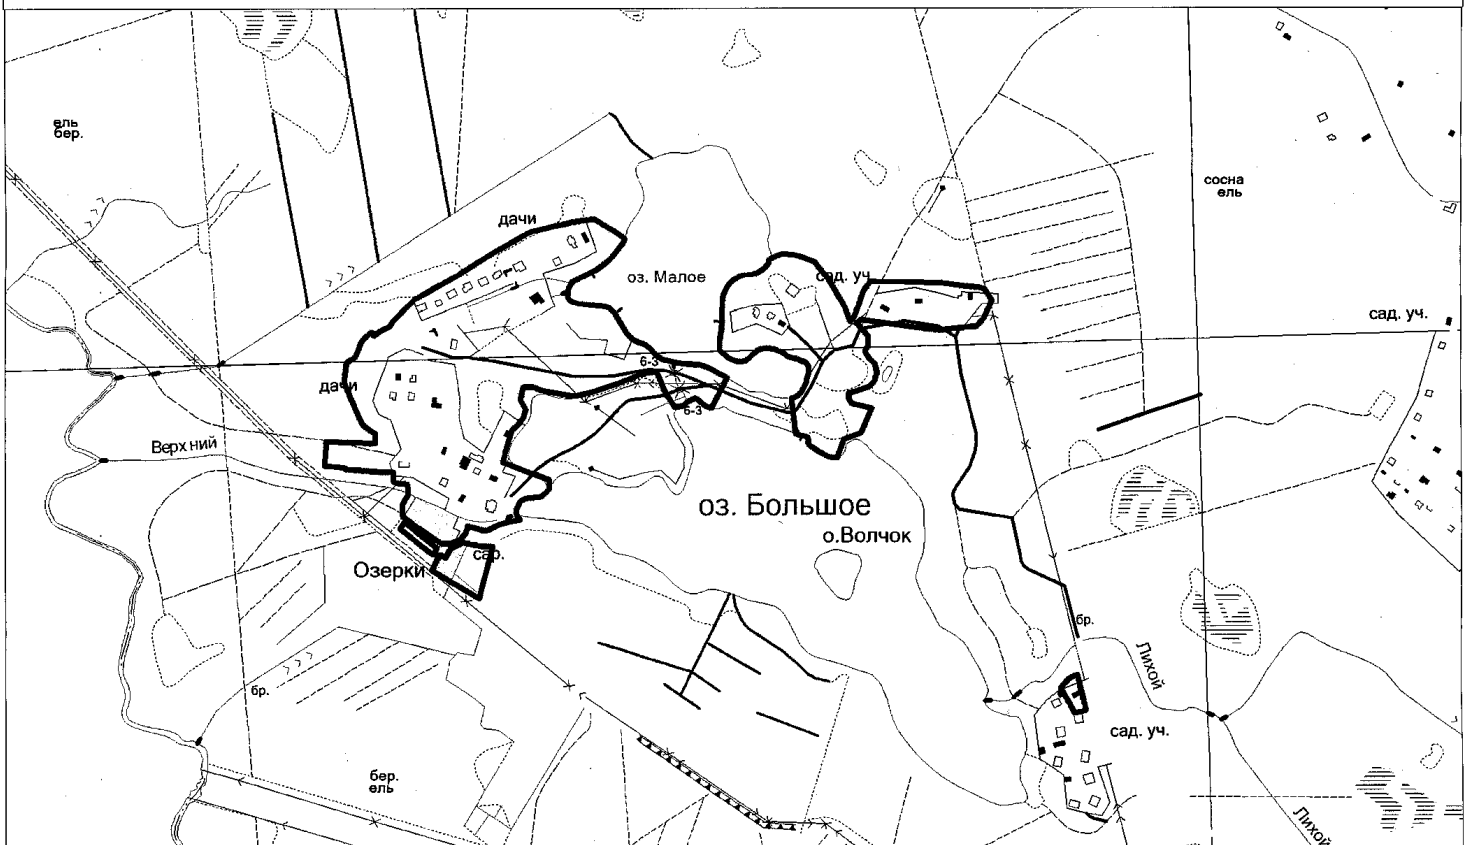 ель
бер.
сосна
ель
дачи
оз. Малое
сад. уч.
сад. уч.
6-3
дачи
6-3
Верхний
оз. Большое
о.Волчок
сар.
Озерки
бр.
Лихой
бр.
сад. уч.
бер.
ель
Лихой